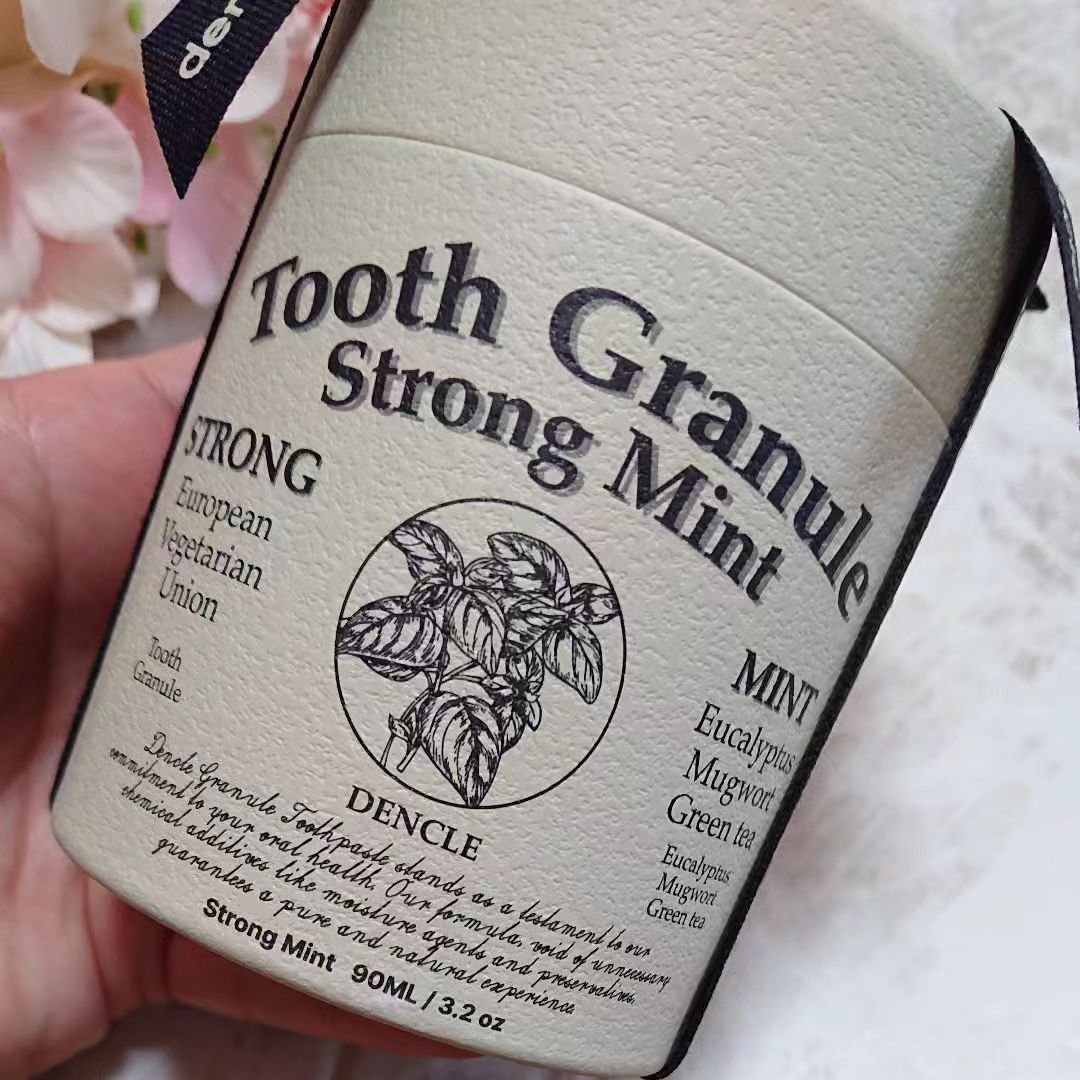 der
Tooth Granule
Strong Mint
STRONG
European
Vegetarian
Union
Tooth
Granule
MINT
Eucalyptus
Mugwort
Green tea
Eucalyptus
Mugwort
Green tea
DENCLE
Dencle Granule Toothpaste stands as a testament to our
commitment to your oral health. Our formula, void of unnecessary
chemical additives like moisture agents and preservatives,
guarantees a pure and natural experience.
Strong Mint 90ML / 3.2 oz